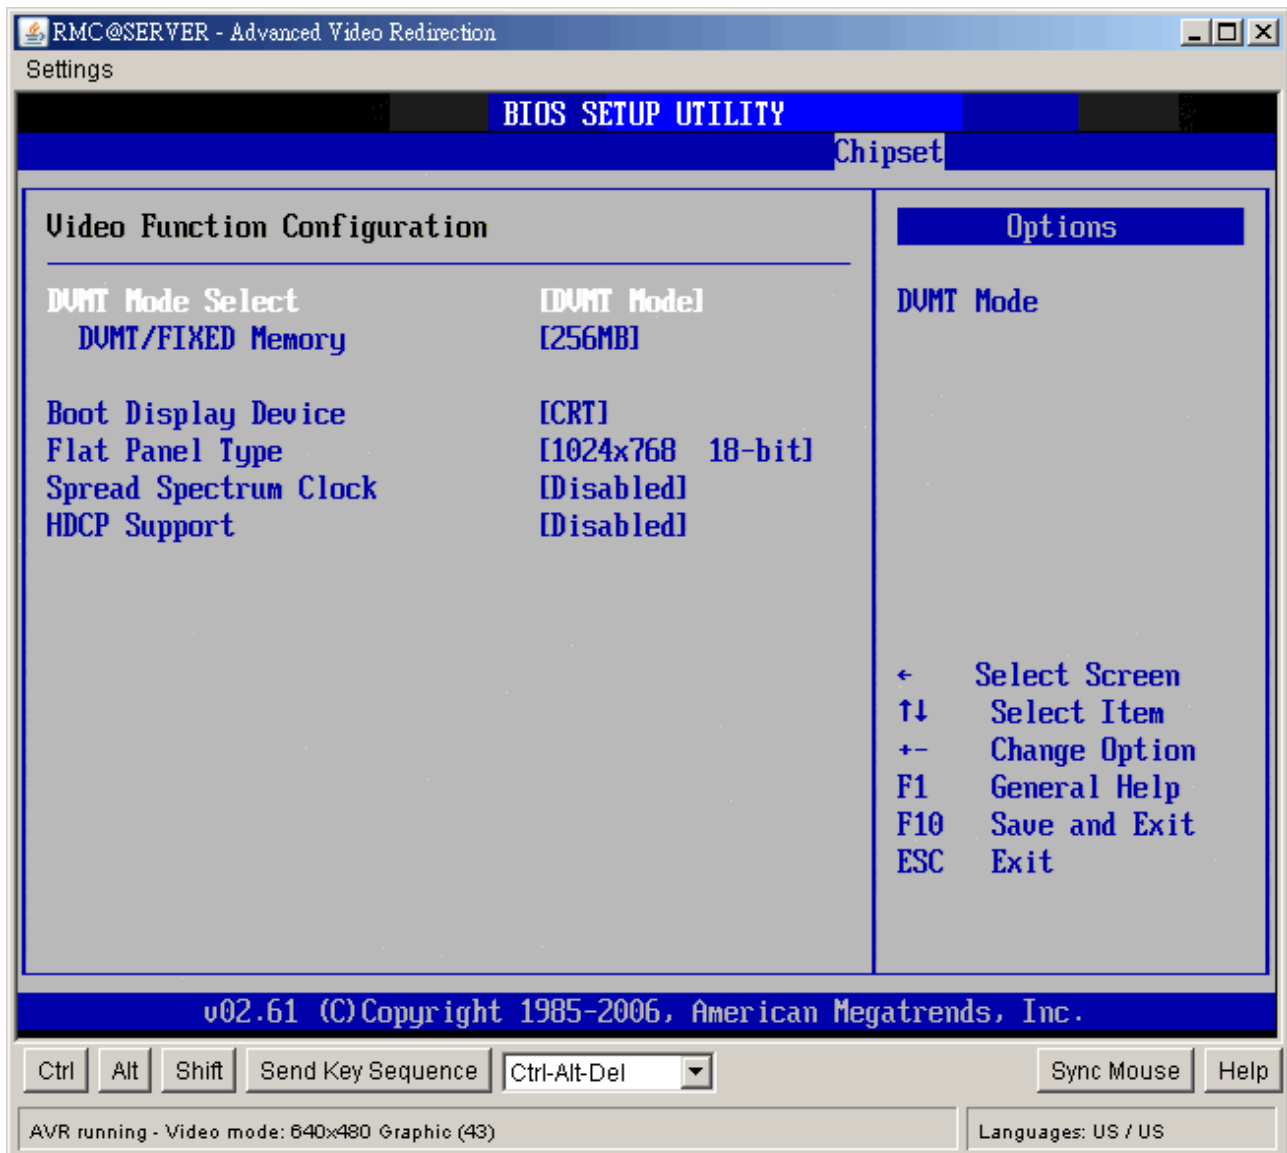 RMC@SERVER - Advanced Video Redirection
Settings
BIOS SETUP UTILITY
Chipset
Video Function Configuration
DVMT Mode Select [DVMT Mode]
DVMT/FIXED Memory [256MB]
Boot Display Device [CRT]
Flat Panel Type [1024x768 18-bit]
Spread Spectrum Clock [Disabled]
HDCP Support [Disabled]
Options
DVMT Mode
← Select Screen
↑↓ Select Item
+- Change Option
F1 General Help
F10 Save and Exit
ESC Exit
v02.61 (C)Copyright 1985-2006, American Megatrends, Inc.
Ctrl Alt Shift Send Key Sequence Ctrl-Alt-Del Sync Mouse Help
AVR running - Video mode: 640x480 Graphic (43) Languages: US / US